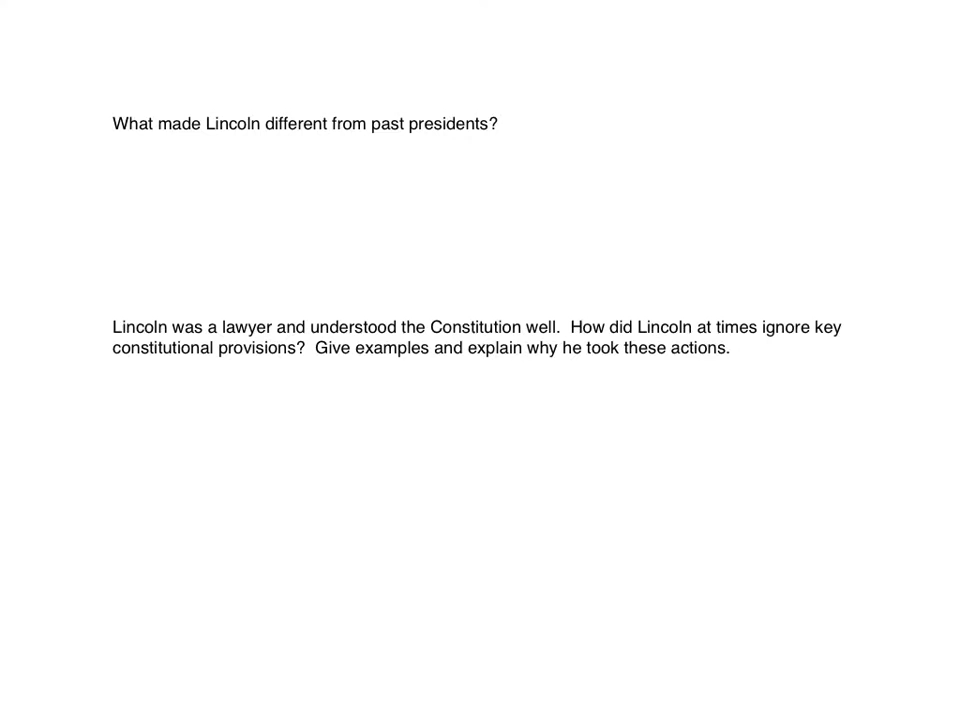 What made Lincoln different from past presidents?
Lincoln was a lawyer and understood the Constitution well.  How did Lincoln at times ignore key
constitutional provisions?  Give examples and explain why he took these actions.